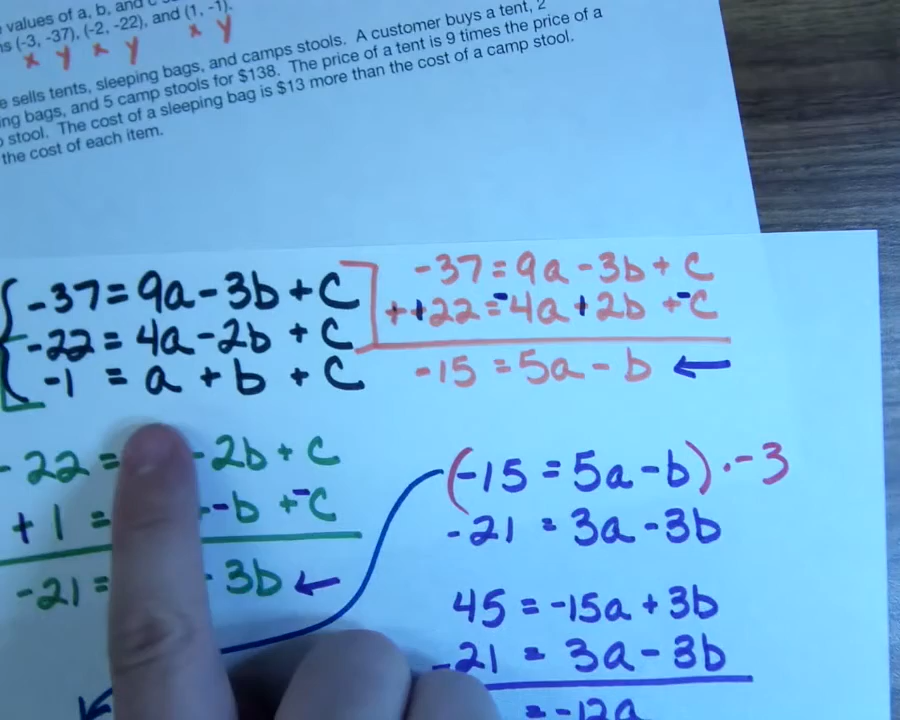 values of a, b, and
(-3, -37), (-2, -22), and (1, -1).
x y x y x y
e sells tents, sleeping bags, and camps stools. A customer buys a tent, 2
ing bags, and 5 camp stools for $138. The price of a tent is 9 times the price of a
stool. The cost of a sleeping bag is $13 more than the cost of a camp stool.
the cost of each item.
-37 = 9a - 3b + C
-22 = 4a - 2b + C
-1 = a + b + C
-37 = 9a - 3b + C
++22 = -4a + 2b + -C
-15 = 5a - b ←
-22 = -2b + C
+ 1 = -b + -C
-21 = 3b ←
(-15 = 5a - b) · -3
-21 = 3a - 3b
45 = -15a + 3b
-21 = 3a - 3b
= -12a